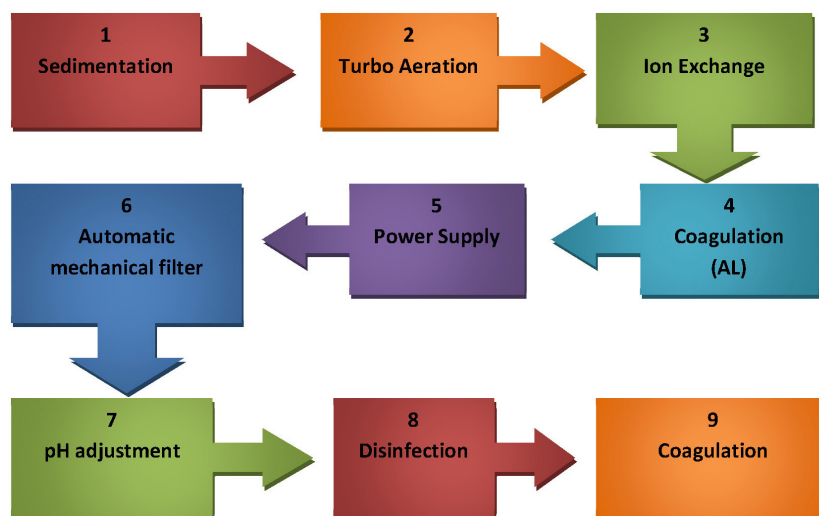 1
Sedimentation
2
Turbo Aeration
3
Ion Exchange
4
Coagulation
(AL)
5
Power Supply
6
Automatic
mechanical filter
7
pH adjustment
8
Disinfection
9
Coagulation